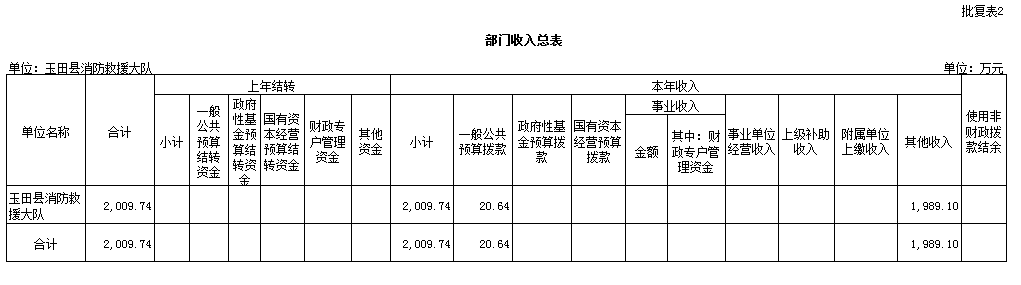 批复表2
部门收入总表
单位：玉田县消防救援大队 单位：万元
单位名称 合计 上年结转 本年收入 使用非财政拨款结余
小计 一般公共预算结转资金 政府性基金预算结转资金 国有资本经营预算结转资金 财政专户管理资金 其他资金 小计 一般公共预算拨款 政府性基金预算拨款 国有资本经营预算拨款 事业收入 事业单位经营收入 上级补助收入 附属单位上缴收入 其他收入
金额 其中：财政专户管理资金
玉田县消防救援大队 2,009.74 2,009.74 20.64 1,989.10
合计 2,009.74 2,009.74 20.64 1,989.10